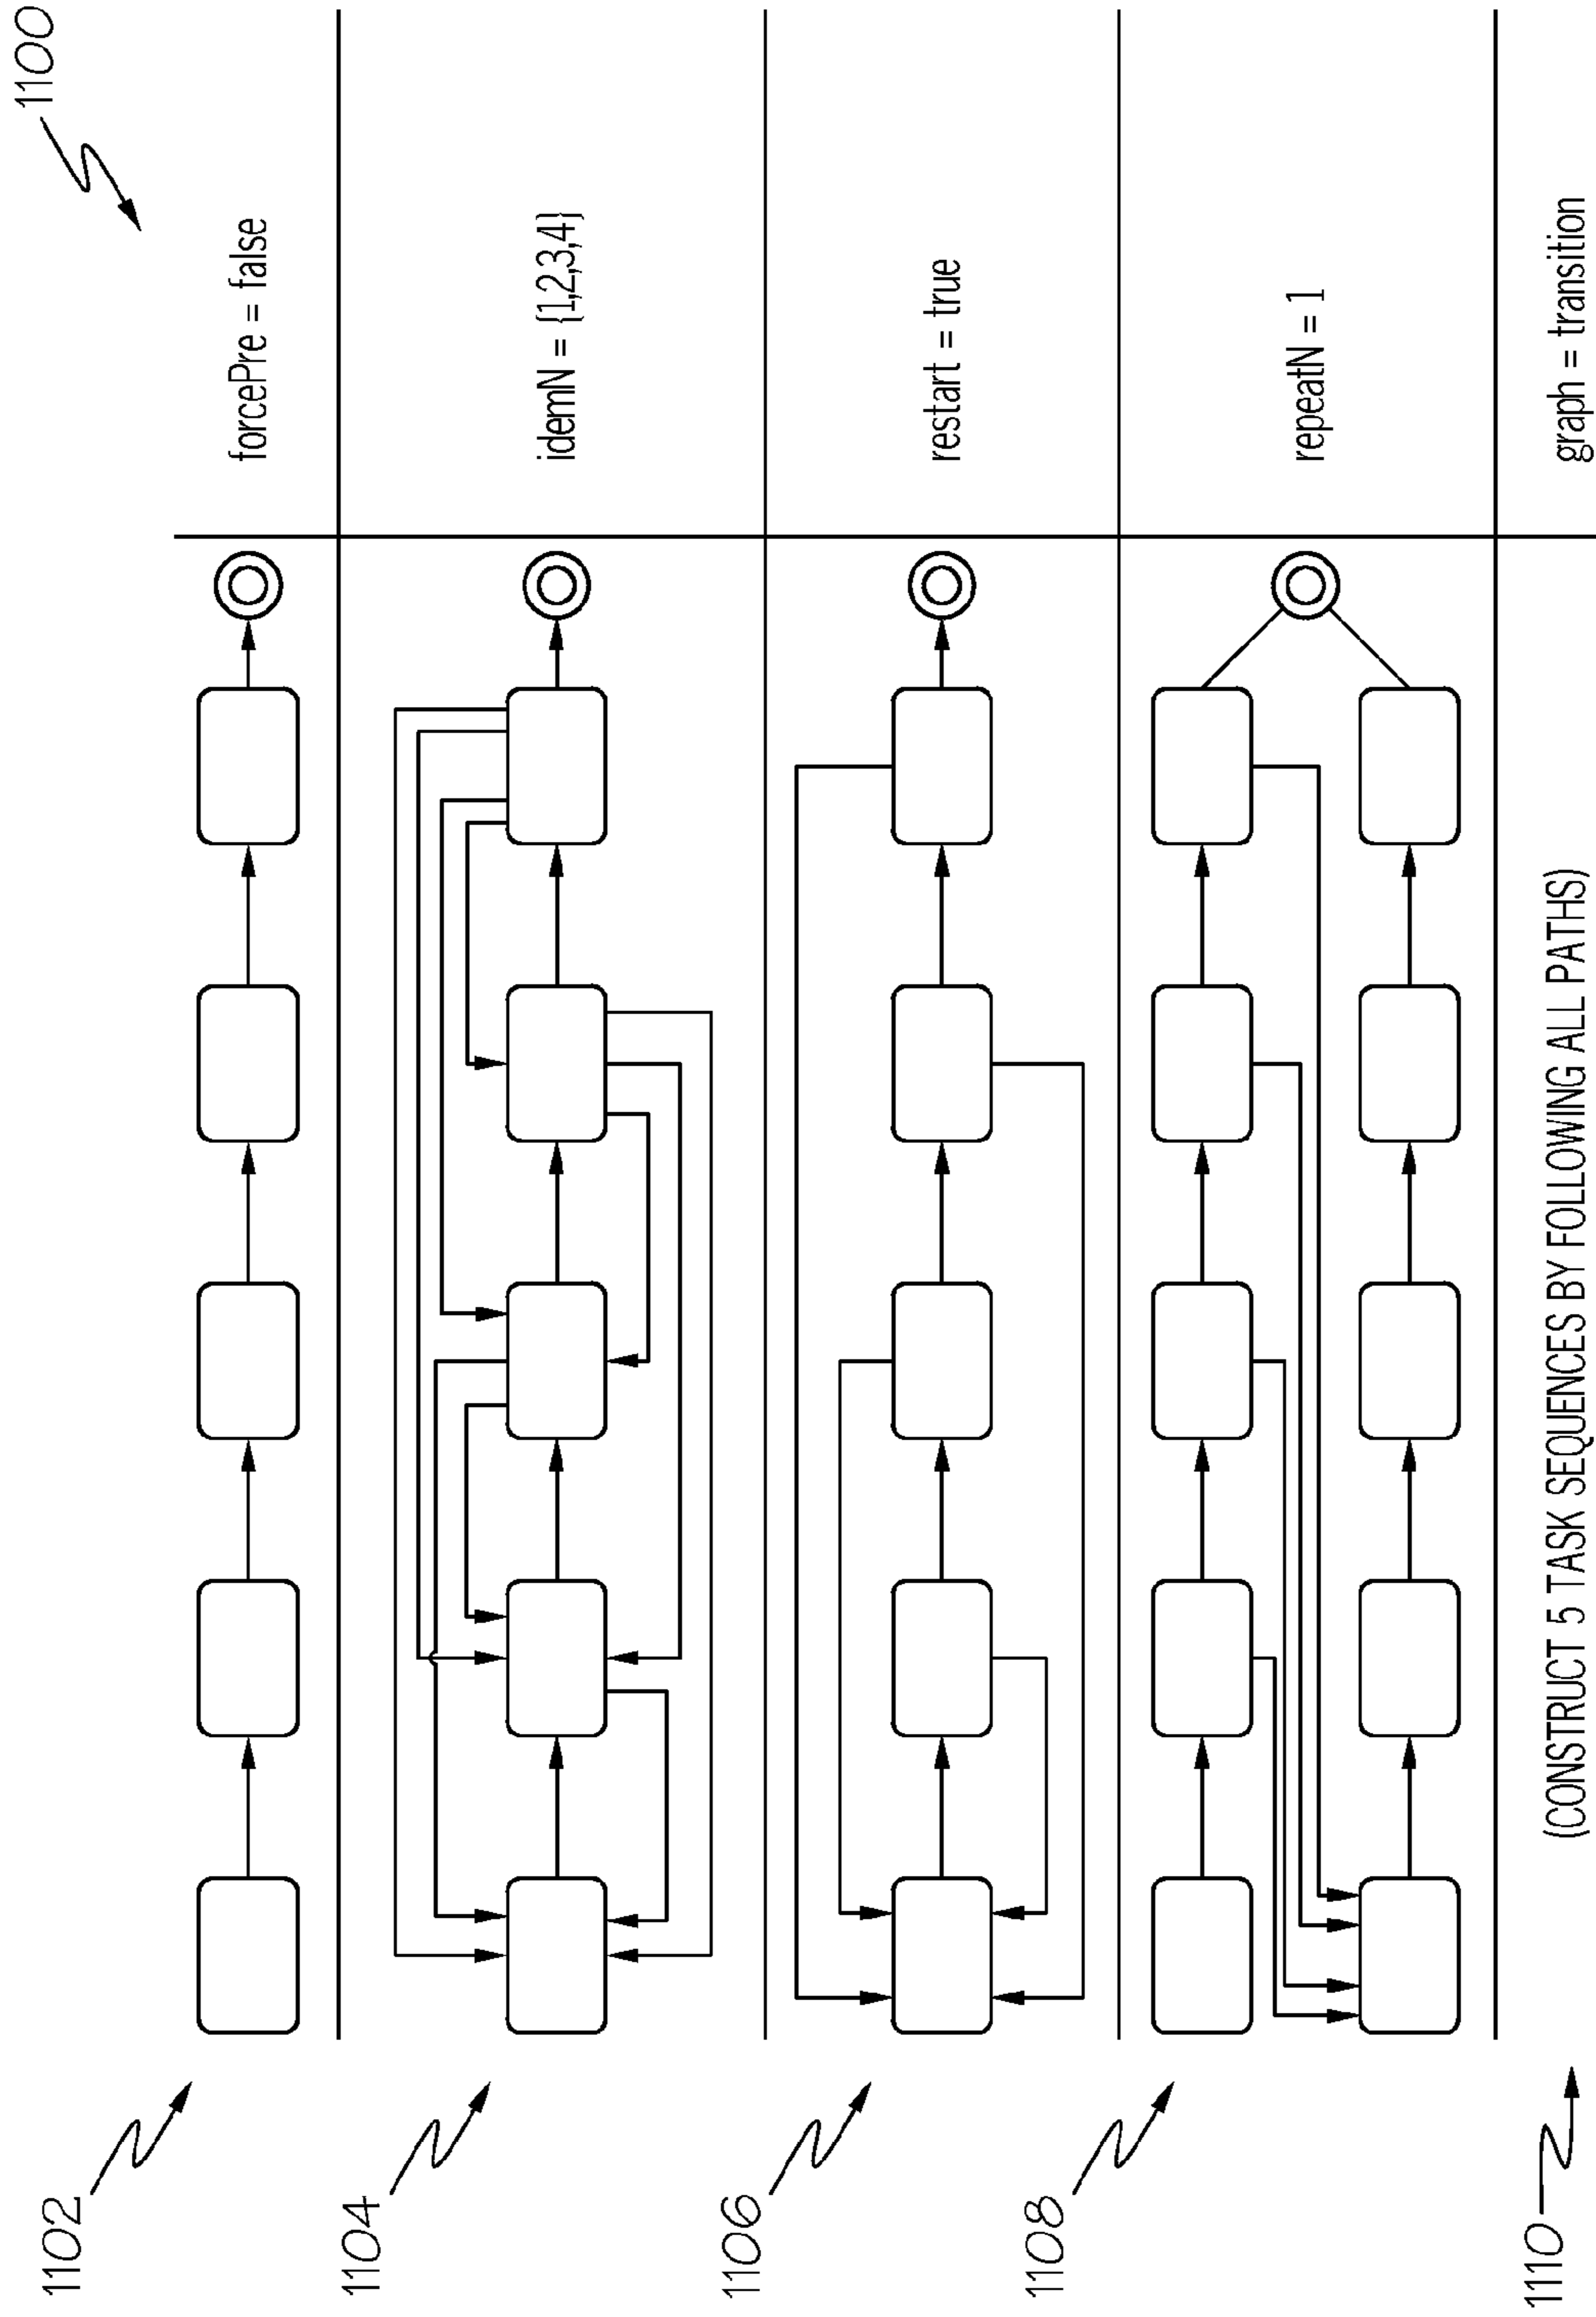 1100
1102
forcePre = false
1104
idemN = {1,2,3,4}
1106
restart = true
1108
repeatN = 1
1110
(CONSTRUCT 5 TASK SEQUENCES BY FOLLOWING ALL PATHS)
graph = transition